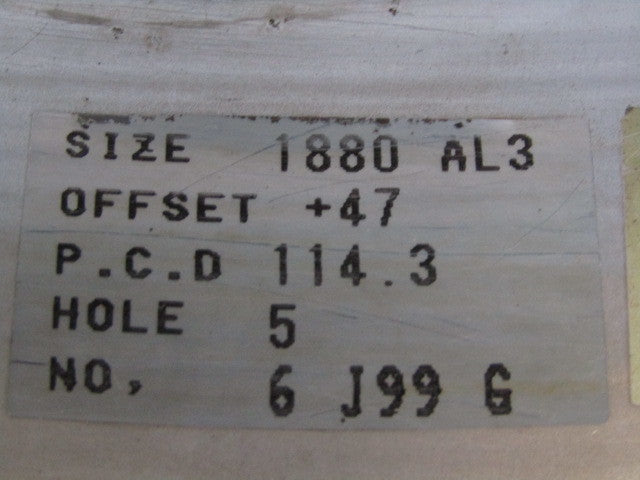 SIZE 1880 AL3
OFFSET +47
P.C.D 114.3
HOLE 5
NO, 6 J99 G